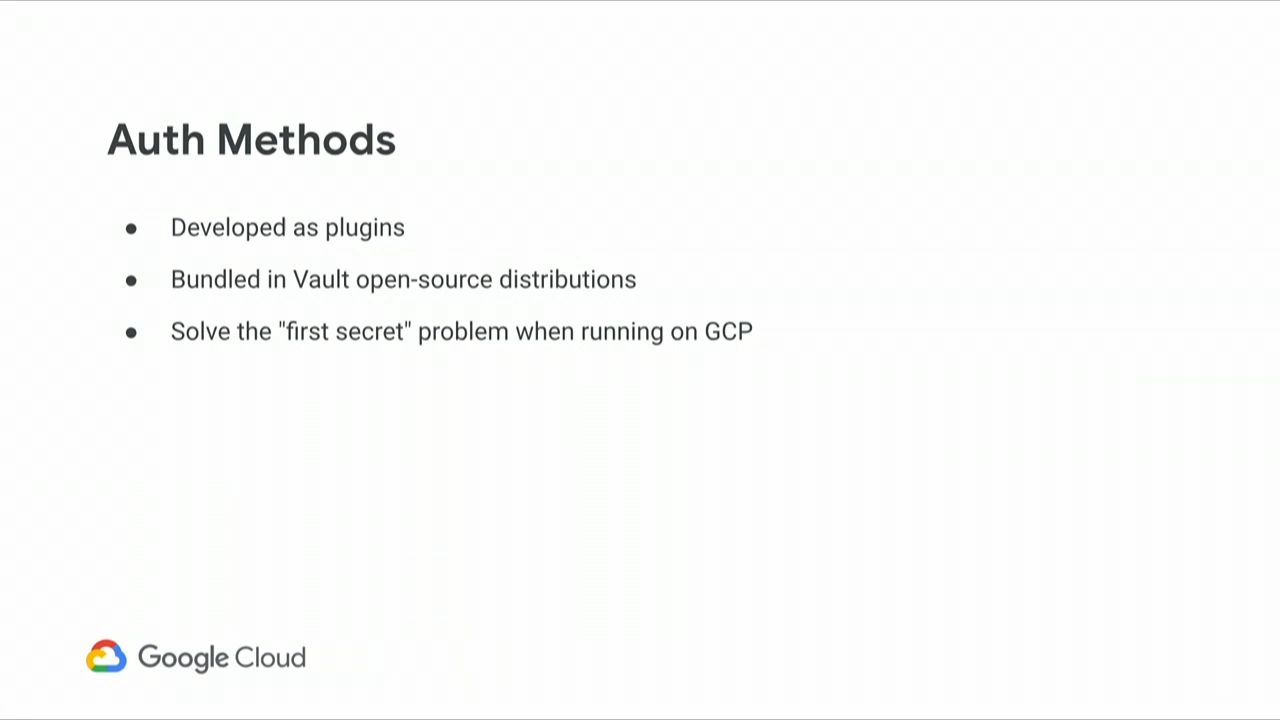 Auth Methods
● Developed as plugins
● Bundled in Vault open-source distributions
● Solve the "first secret" problem when running on GCP
Google Cloud